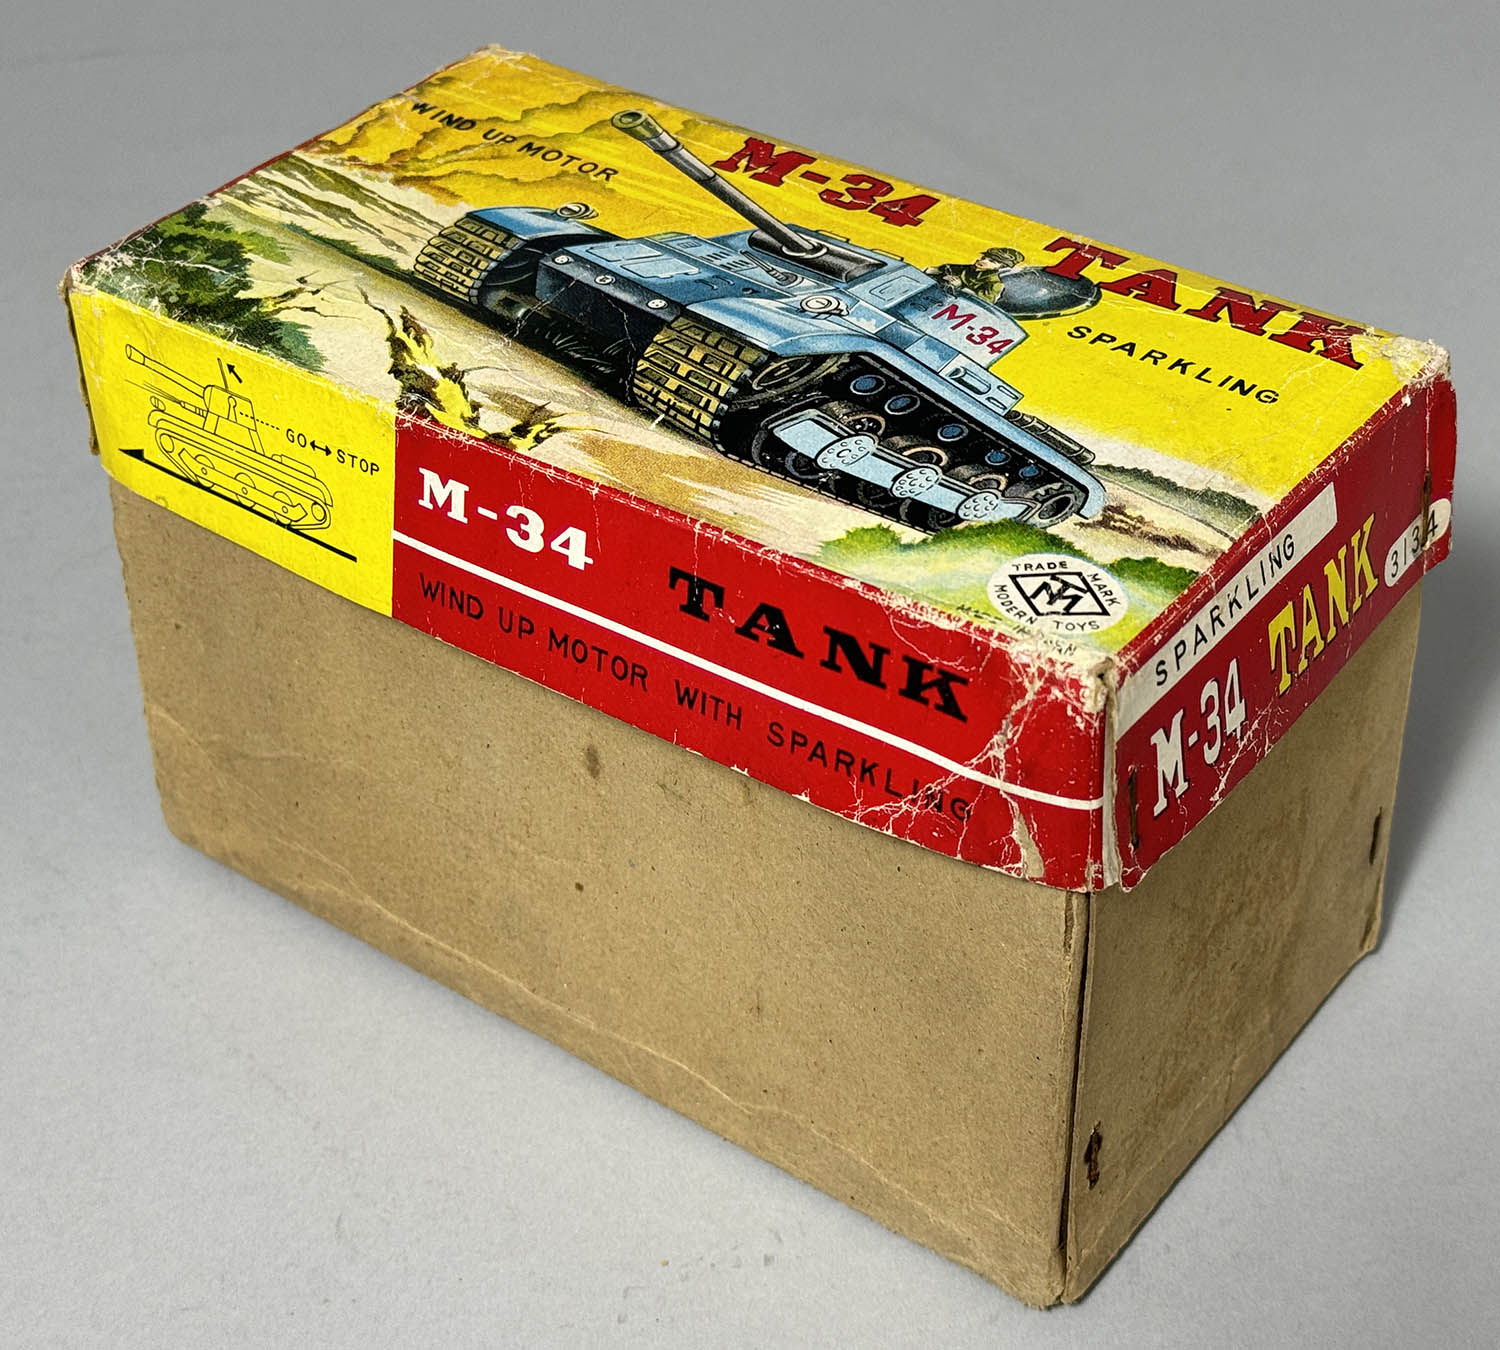 WIND UP MOTOR
M-34
TANK
SPARKLING
M-34
TRADE MARK
MODERN TOYS
GO↔STOP
M-34 TANK
WIND UP MOTOR WITH SPARKLING
SPARKLING
M-34 TANK
3134